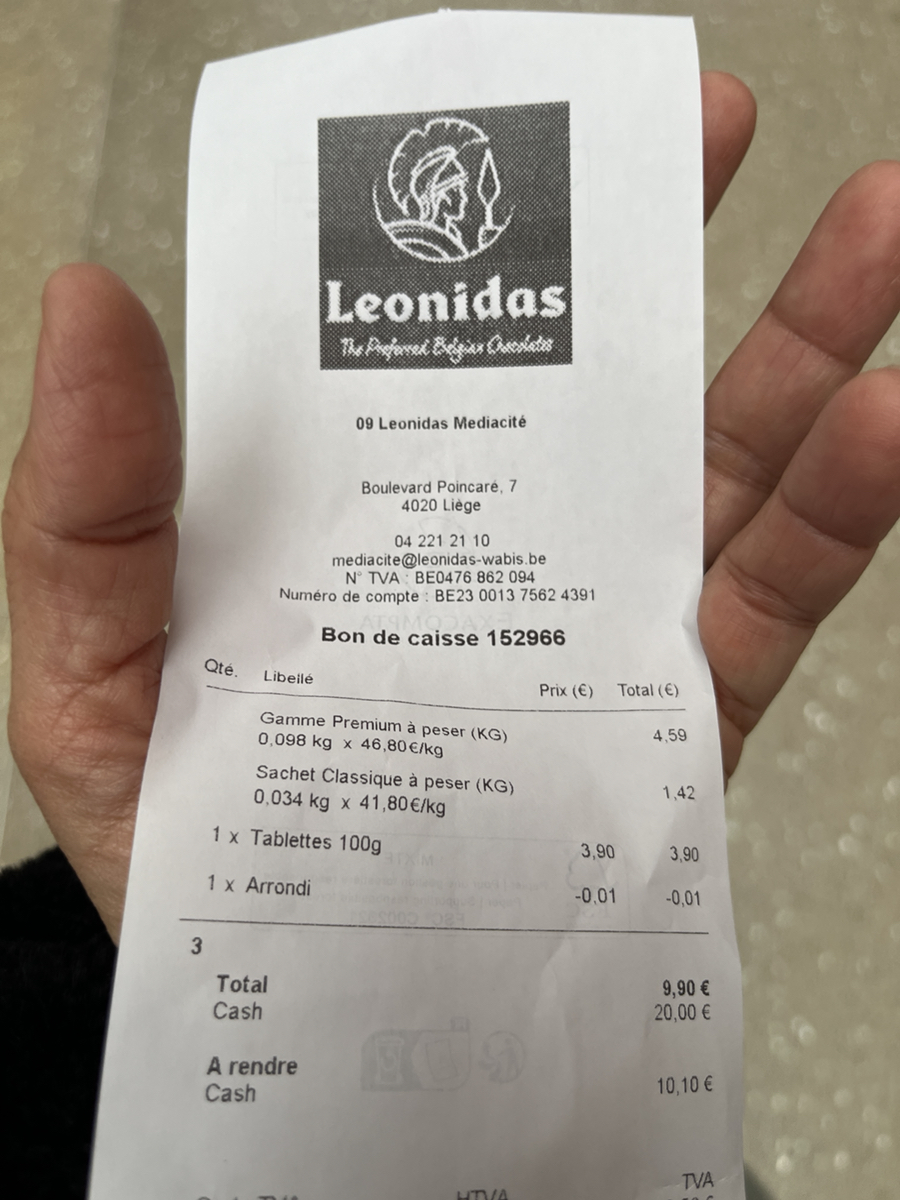 Leonidas
The Preferred Belgian Chocolates
09 Leonidas Mediacité
Boulevard Poincaré, 7
4020 Liège
04 221 21 10
mediacite@leonidas-wabis.be
N° TVA : BE0476 862 094
Numéro de compte : BE23 0013 7562 4391
EXACOMPTA
Bon de caisse 152966
Qté. Libellé Prix (€) Total (€)
Gamme Premium à peser (KG) 4,59
0,098 kg x 46,80€/kg
Sachet Classique à peser (KG) 1,42
0,034 kg x 41,80€/kg
1 x Tablettes 100g 3,90 3,90
MIXTE
1 x Arrondi -0,01 -0,01
3
Total 9,90 €
Cash 20,00 €
A rendre
Cash 10,10 €
TVA
HTVA